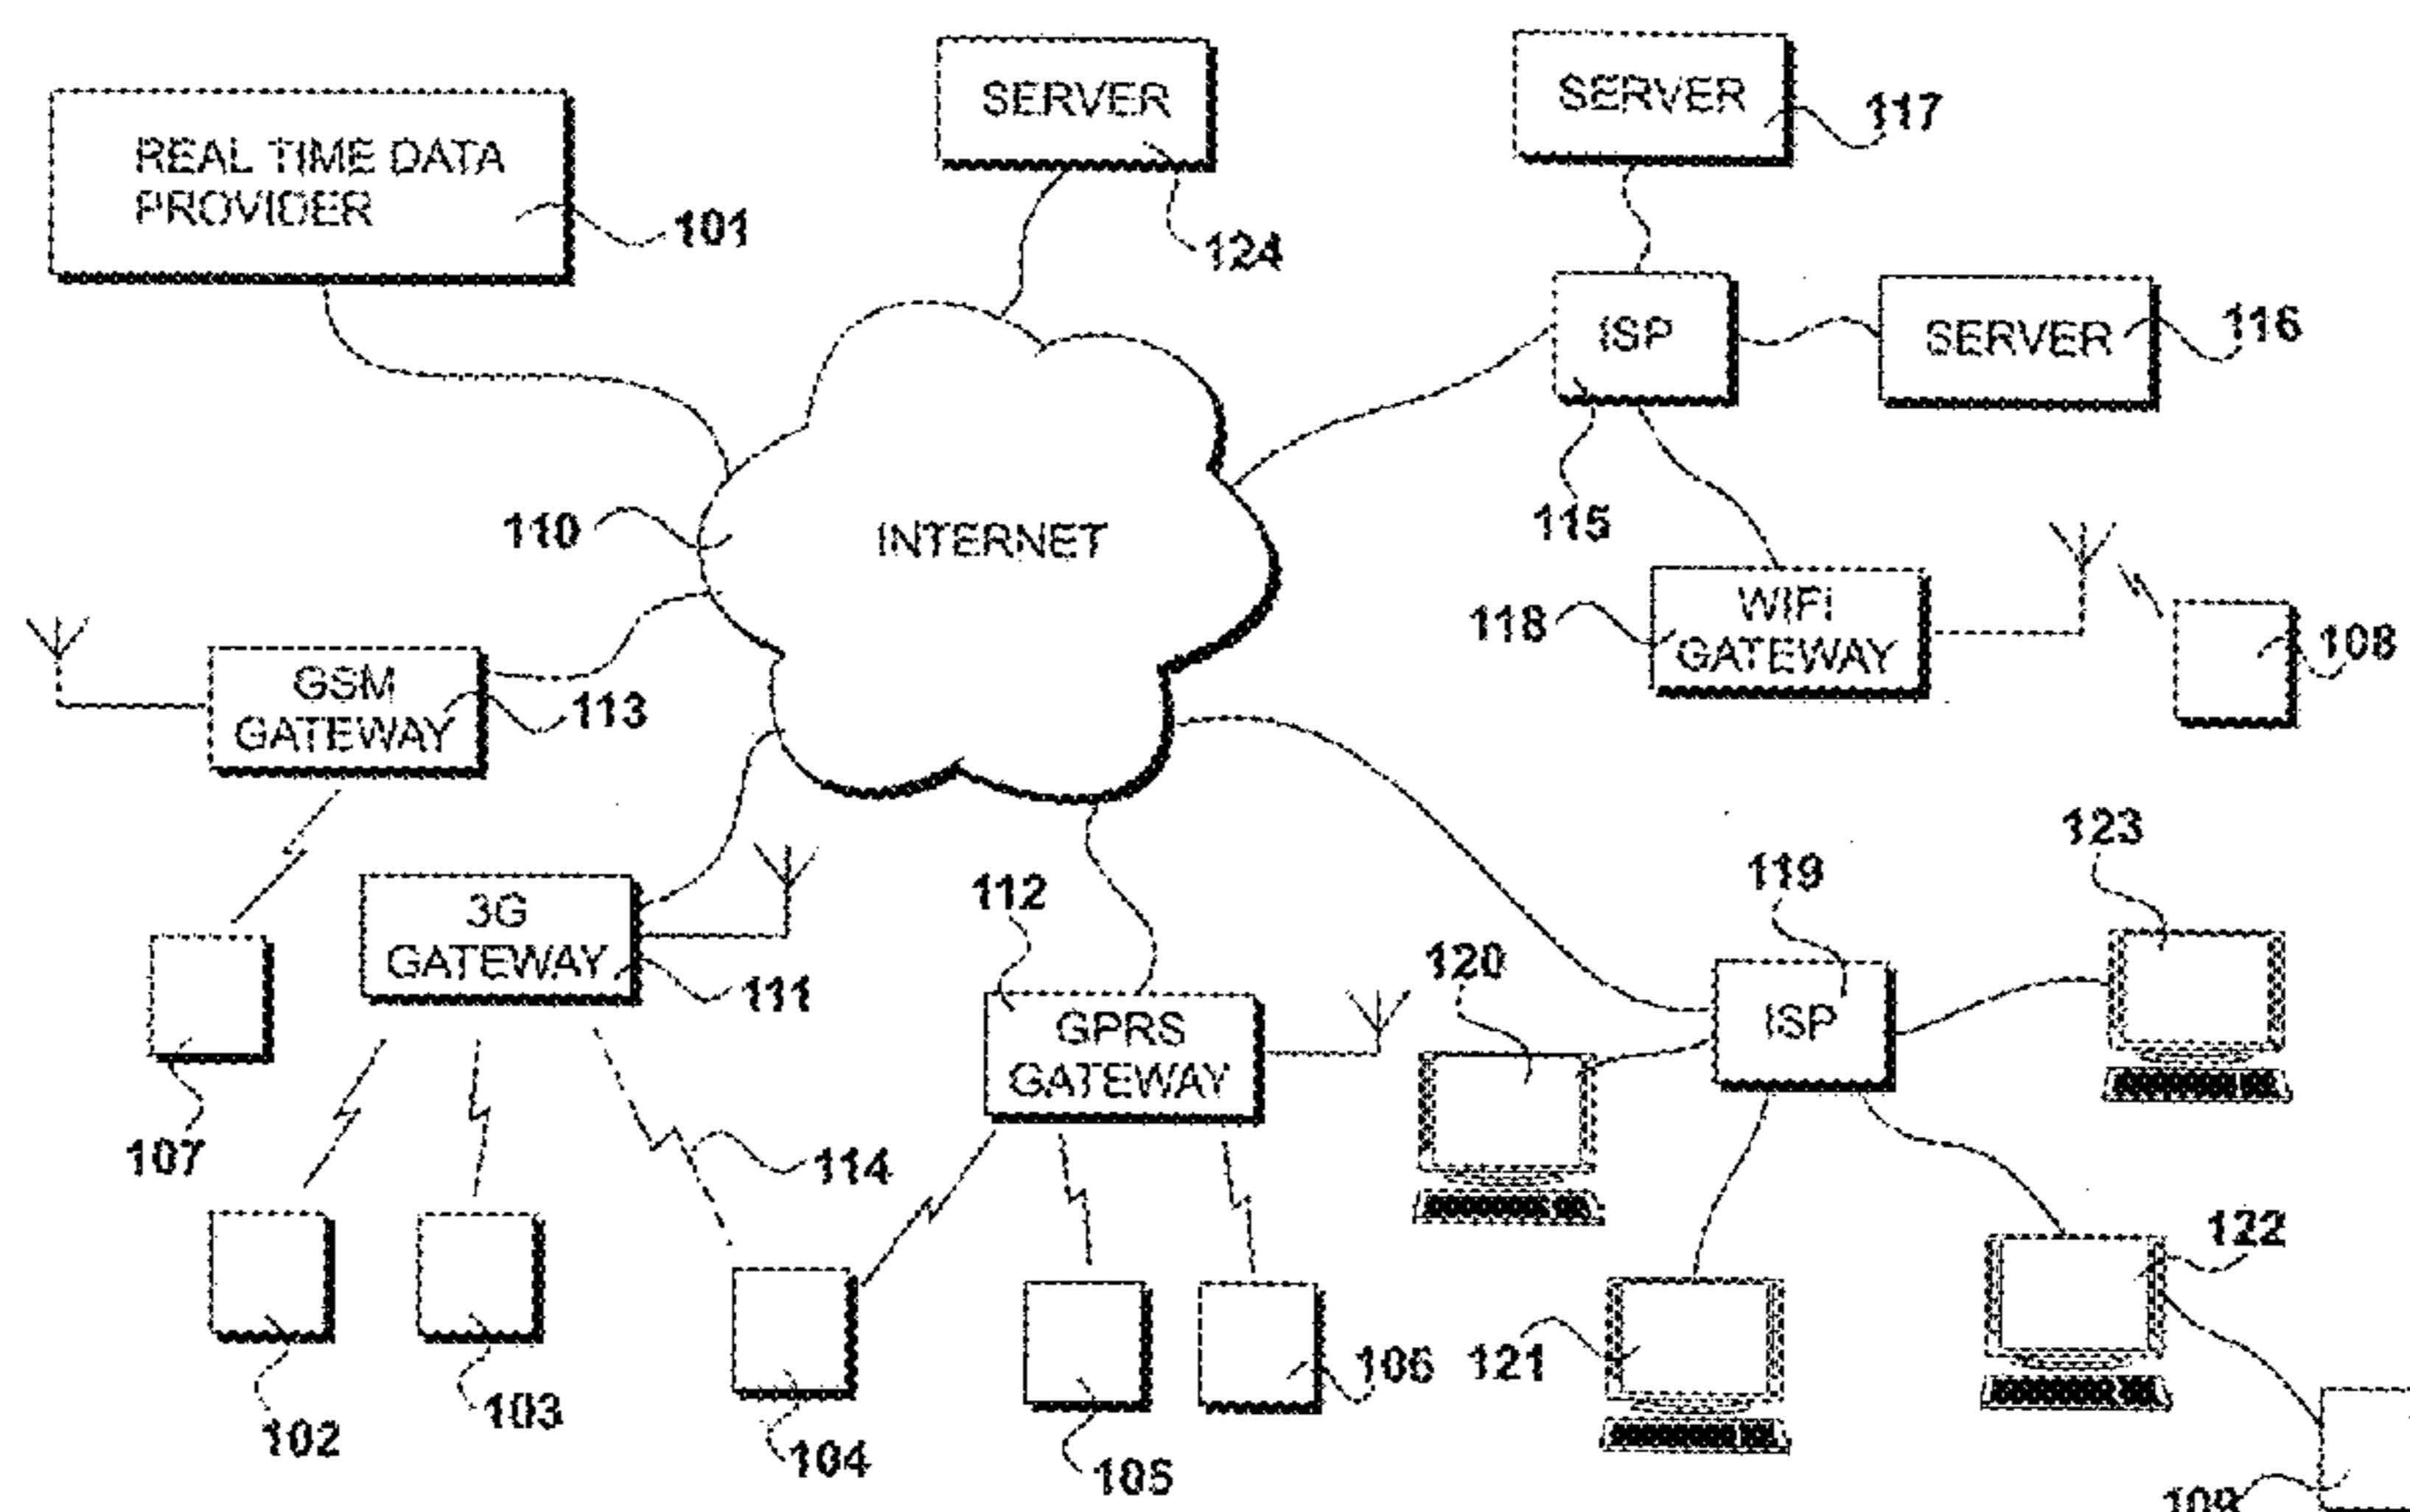 REAL TIME DATA
PROVIDER
101
SERVER
124
SERVER
117
ISP
115
SERVER
116
110
INTERNET
WIFI
GATEWAY
118
108
GSM
GATEWAY
113
3G
GATEWAY
111
112
GPRS
GATEWAY
119
ISP
123
120
107
114
102
103
104
105
106
121
122
109